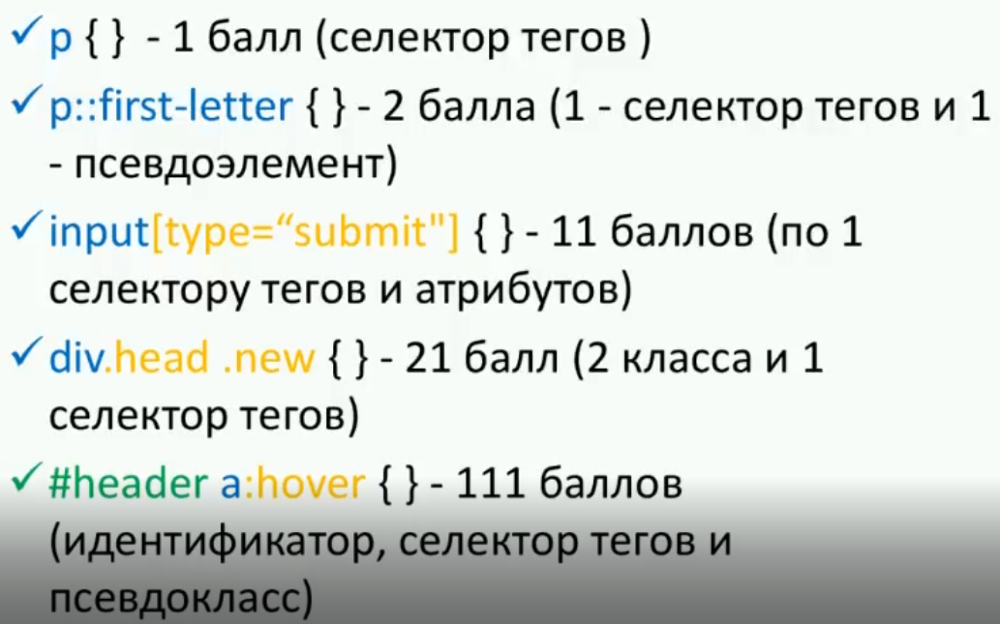 ✓ p { } - 1 балл (селектор тегов )
✓ p::first-letter { } - 2 балла (1 - селектор тегов и 1
- псевдоэлемент)
✓ input[type=“submit"] { } - 11 баллов (по 1
селектору тегов и атрибутов)
✓ div.head .new { } - 21 балл (2 класса и 1
селектор тегов)
✓ #header a:hover { } - 111 баллов
(идентификатор, селектор тегов и
псевдокласс)